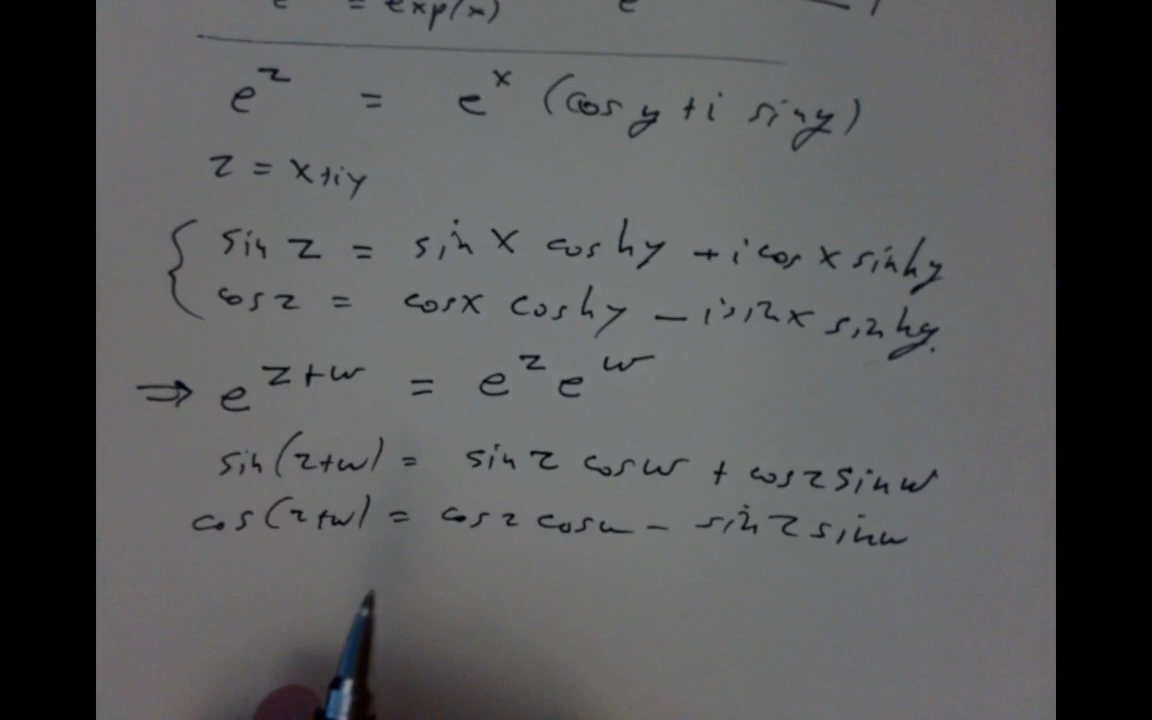 = exp(x) e
e^z = e^x (cos y + i sin y)
z = x+iy
{ sin z = sin x cosh y + i cos x sinh y
cos z = cos x cosh y - i sin x sinh y.
⇒ e^{z+w} = e^z e^w
sin(z+w) = sin z cos w + cos z sin w
cos(z+w) = cos z cos w - sin z sin w